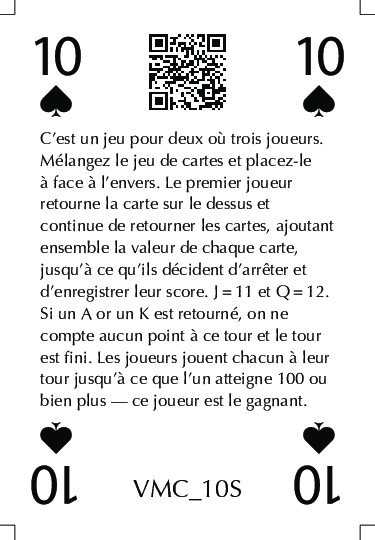 10 10
C'est un jeu pour deux où trois joueurs.
Mélangez le jeu de cartes et placez-le
à face à l'envers. Le premier joueur
retourne la carte sur le dessus et
continue de retourner les cartes, ajoutant
ensemble la valeur de chaque carte,
jusqu'à ce qu'ils décident d'arrêter et
d'enregistrer leur score. J = 11 et Q = 12.
Si un A or un K est retourné, on ne
compte aucun point à ce tour et le tour
est fini. Les joueurs jouent chacun à leur
tour jusqu'à ce que l'un atteigne 100 ou
bien plus — ce joueur est le gagnant.
10 VMC_10S 10